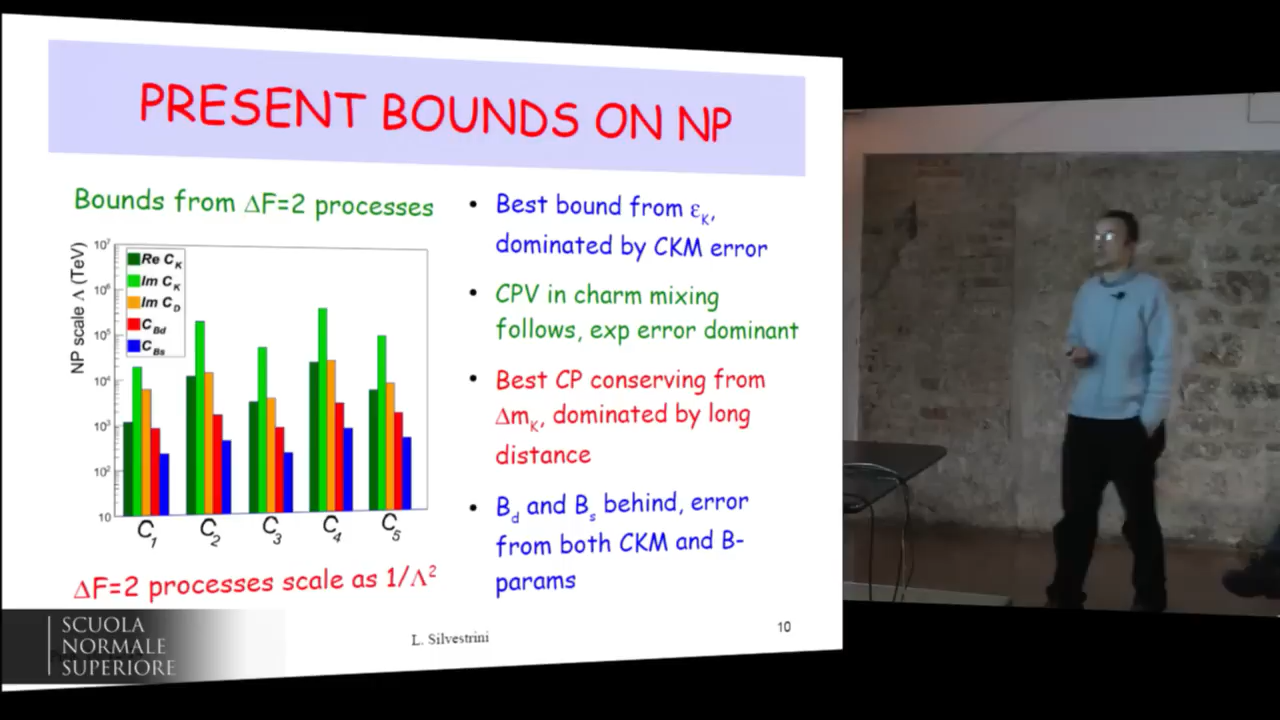 PRESENT BOUNDS ON NP
Bounds from ΔF=2 processes
NP scale Λ (TeV)
10⁷
10⁶
10⁵
10⁴
10³
10²
10
Re C_K
Im C_K
Im C_D
C_Bd
C_Bs
C₁
C₂
C₃
C₄
C₅
ΔF=2 processes scale as 1/Λ²
• Best bound from ε_K,
dominated by CKM error
• CPV in charm mixing
follows, exp error dominant
• Best CP conserving from
Δm_K, dominated by long
distance
• B_d and B_s behind, error
from both CKM and B-
params
SCUOLA
NORMALE
SUPERIORE
L. Silvestrini
10